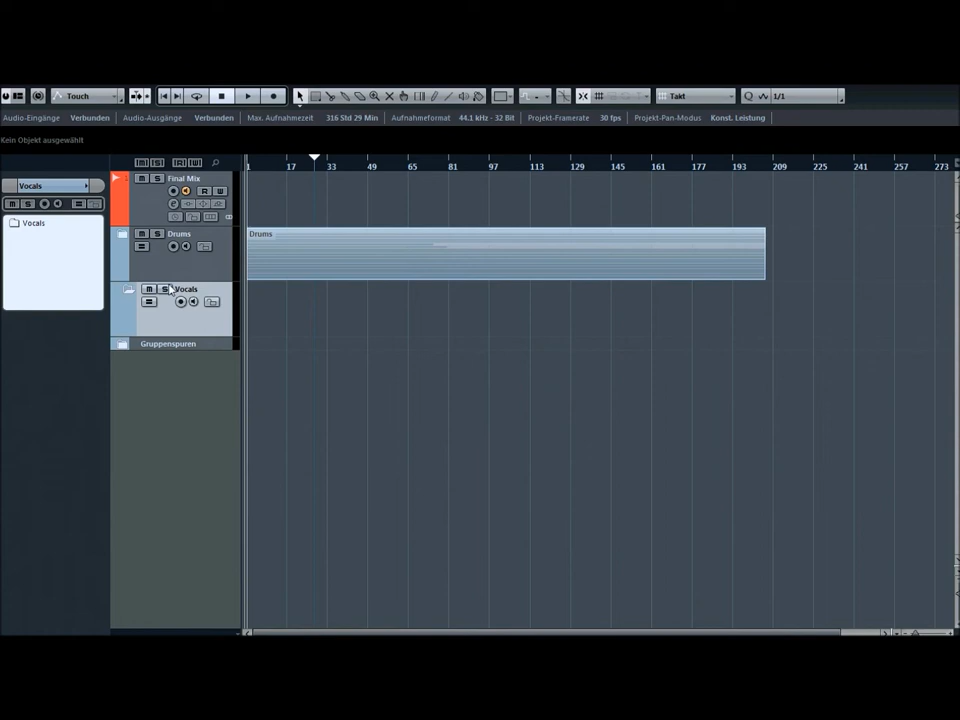 Touch Takt Q 1/1
Audio-Eingänge Verbunden Audio-Ausgänge Verbunden Max. Aufnahmezeit 316 Std 29 Min Aufnahmeformat 44.1 kHz - 32 Bit Projekt-Framerate 30 fps Projekt-Pan-Modus Konst. Leistung
Kein Objekt ausgewählt
M S R W
1 17 33 49 65 81 97 113 129 145 161 177 193 209 225 241 257 273
Final Mix
M S
R W
e
Vocals
M S
Vocals
Drums
M S
Drums
Vocals
M S
Gruppenspuren